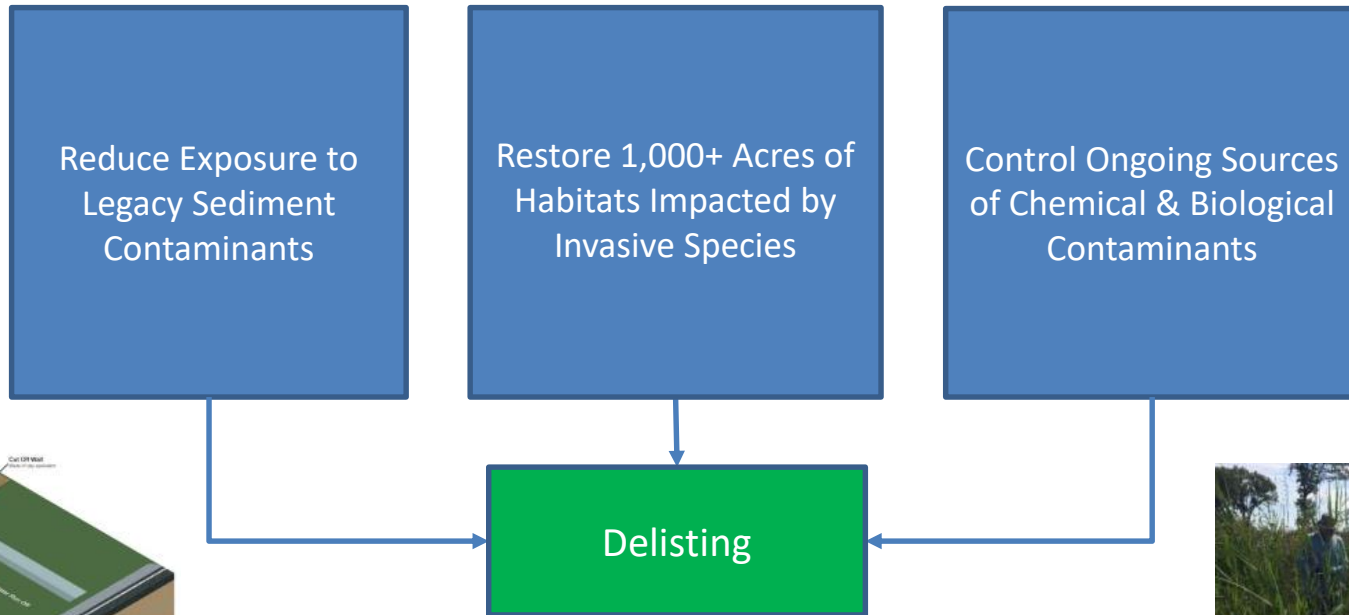 Reduce Exposure to
Legacy Sediment
Contaminants
Restore 1,000+ Acres of
Habitats Impacted by
Invasive Species
Control Ongoing Sources
of Chemical & Biological
Contaminants
Cut Off Wall
Delisting